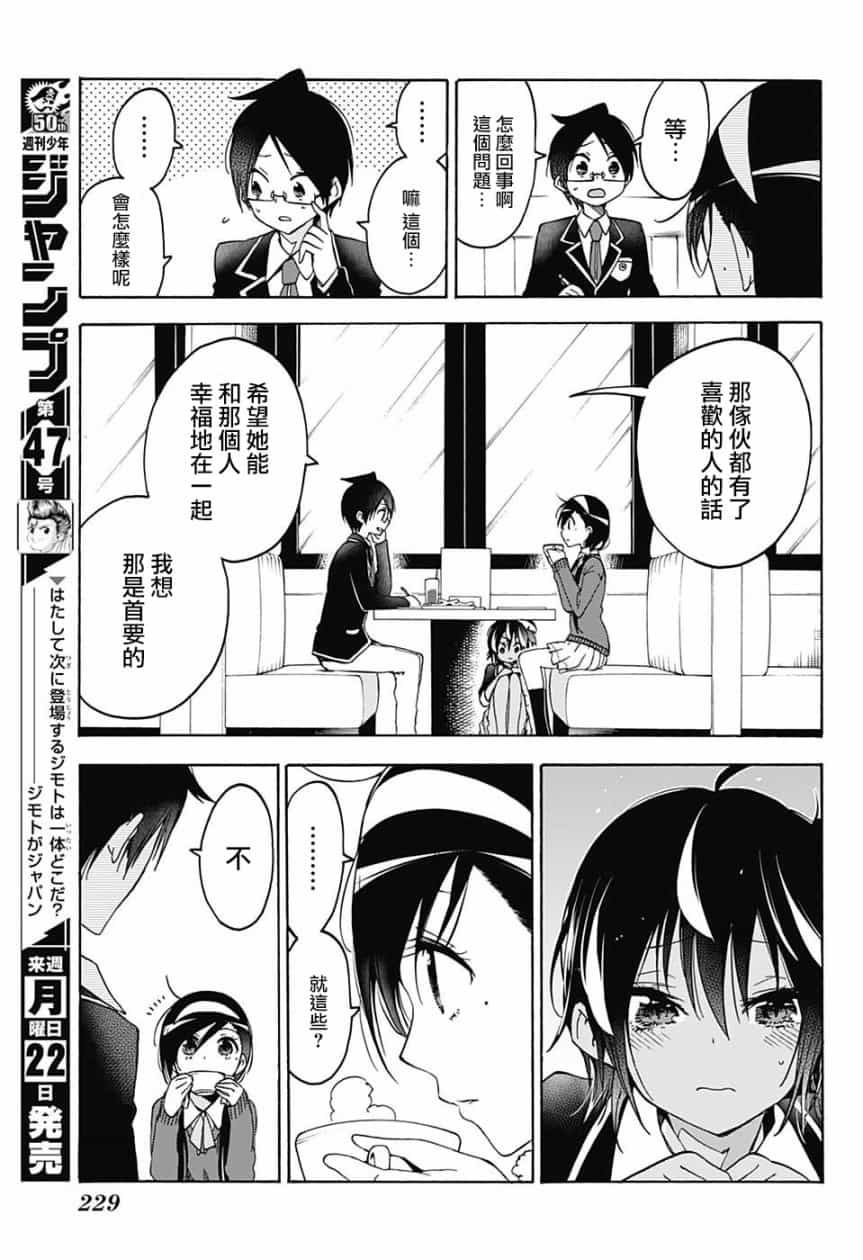 等…
怎麼回事啊
這個問題…
……
嘛 這個…
……
會怎麼樣呢
那傢伙都有了
喜歡的人的話
希望她能
和那個人
幸福地在一起
我想
那是首要的
………
就這些?
不
50th
週刊少年
ジャンプ
第
47
号
▼はたして次に登場するジモトは一体どこだ?
――ジモトがジャパン
来週
月
曜日
22
日
発売
229